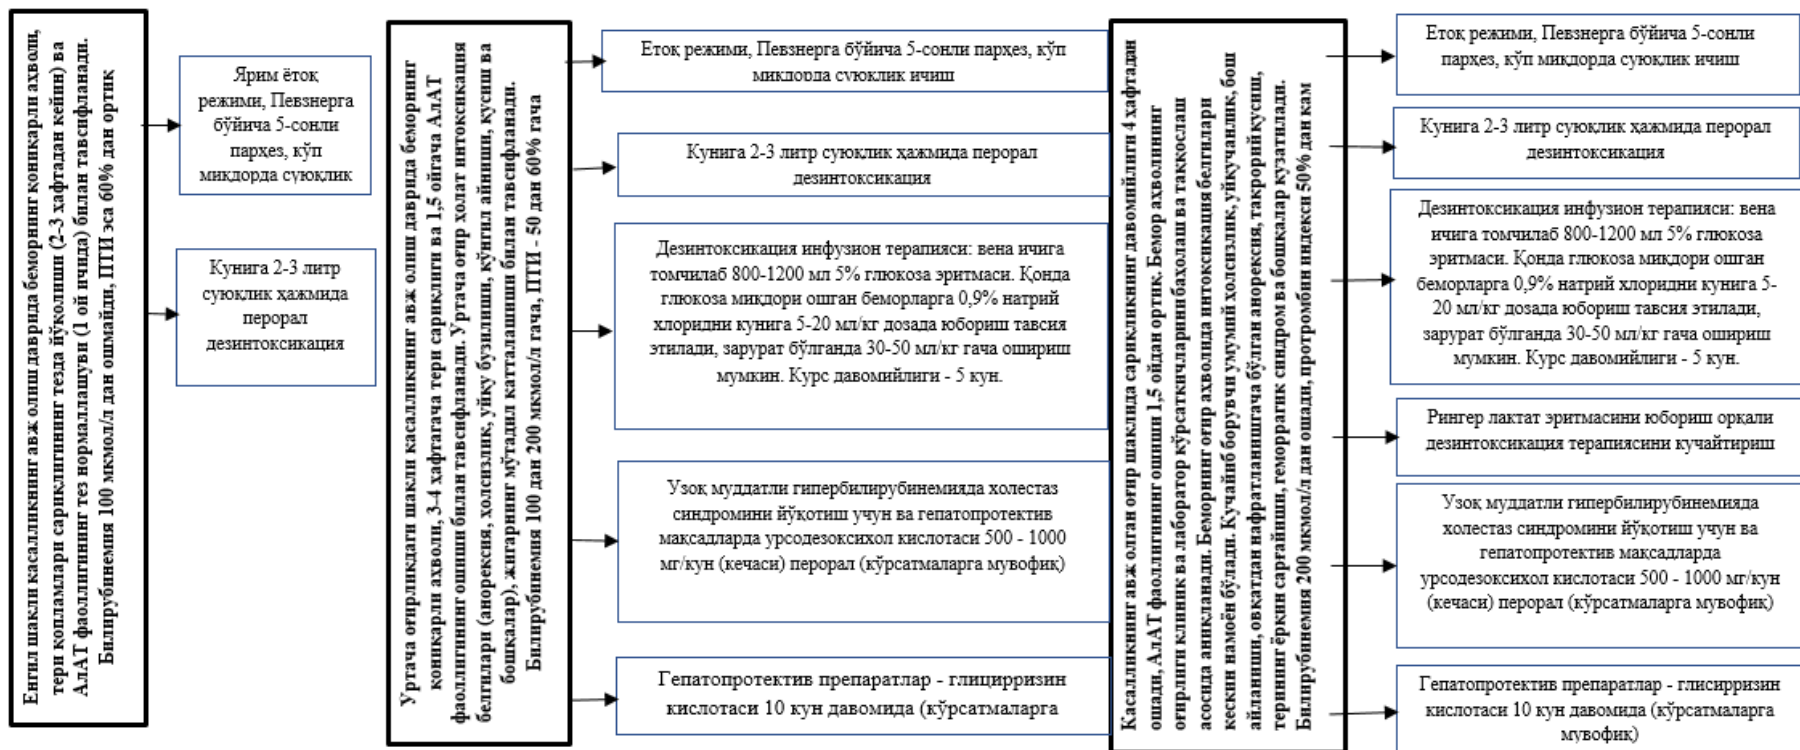 Енгил шакли касалликнинг авж олиш даврида беморнинг қониқарли аҳволи,
тери қопламлари сариқлигининг тезда йўқолиши (2-3 ҳафтадан кейин) ва
АлАТ фаоллигининг тез нормаллашуви (1 ой ичида) билан тавсифланади.
Билирубинемия 100 мкмол/л дан ошмайди, ПТИ эса 60% дан ортиқ
Ярим ётоқ
режими, Певзнерга
бўйича 5-сонли
парҳез, кўп
миқдорда суюқлик
Кунига 2-3 литр
суюқлик ҳажмида
перорал
дезинтоксикация
Уртача оғирликдаги шакли касалликнинг авж олиш даврида беморнинг
қониқарли аҳволи, 3-4 ҳафтагача тери сариқлиги ва 1,5 ойгача АлАТ
фаоллигининг ошиши билан тавсифланади. Уртача оғир ҳолат интоксикация
белгилари (анорексия, ҳолсизлик, уйқу бузилиши, кўнгил айниши, қусиш ва
бошқалар), жигарнинг мўтадил катталашиши билан тавсифланади.
Билирубинемия 100 дан 200 мкмол/л гача, ПТИ - 50 дан 60% гача
Етоқ режими, Певзнерга бўйича 5-сонли парҳез, кўп
миқдорда суюқлик ичиш
Кунига 2-3 литр суюқлик ҳажмида перорал
дезинтоксикация
Дезинтоксикация инфузион терапияси: вена ичига
томчилаб 800-1200 мл 5% глюкоза эритмаси. Қонда
глюкоза миқдори ошган беморларга 0,9% натрий
хлоридни кунига 5-20 мл/кг дозада юбориш тавсия
этилади, зарурат бўлганда 30-50 мл/кг гача ошириш
мумкин. Курс давомийлиги - 5 кун.
Узоқ муддатли гипербилирубинемияда холестаз
синдромини йўқотиш учун ва гепатопротектив
мақсадларда урсодезоксихол кислотаси 500 - 1000
мг/кун (кечаси) перорал (кўрсатмаларга мувофиқ)
Гепатопротектив препаратлар - глицирризин
кислотаси 10 кун давомида (кўрсатмаларга
Касалликнинг авж олган оғир шаклида сариқликнинг давомийлиги 4 ҳафтадан
ошади, АлАТ фаоллигининг ошиши 1,5 ойдан ортиқ. Бемор аҳволининг
оғирлиги клиник ва лаборатор кўрсаткичларини баҳолаш ва таққослаш
асосида аниқланади. Беморнинг оғир аҳволида интоксикация белгилари
кескин намоён бўлади. Кучайиб борувчи умумий ҳолсизлик, уйқучанлик, бош
айланиши, овқатдан нафратланишгача бўлган анорексия, такрорий қусиш,
терининг ёрқин сарғайиши, геморрагик синдром ва бошқалар кузатилади.
Билирубинемия 200 мкмол/л дан ошади, протромбин индекси 50% дан кам
Етоқ режими, Певзнерга бўйича 5-сонли
парҳез, кўп миқдорда суюқлик ичиш
Кунига 2-3 литр суюқлик ҳажмида перорал
дезинтоксикация
Дезинтоксикация инфузион терапияси: вена
ичига томчилаб 800-1200 мл 5% глюкоза
эритмаси. Қонда глюкоза миқдори ошган
беморларга 0,9% натрий хлоридни кунига 5-
20 мл/кг дозада юбориш тавсия этилади,
зарурат бўлганда 30-50 мл/кг гача ошириш
мумкин. Курс давомийлиги - 5 кун.
Рингер лактат эритмасини юбориш орқали
дезинтоксикация терапиясини кучайтириш
Узоқ муддатли гипербилирубинемияда
холестаз синдромини йўқотиш учун ва
гепатопротектив мақсадларда
урсодезоксихол кислотаси 500 - 1000 мг/кун
(кечаси) перорал (кўрсатмаларга мувофиқ)
Гепатопротектив препаратлар - глисирризин
кислотаси 10 кун давомида (кўрсатмаларга
мувофиқ)